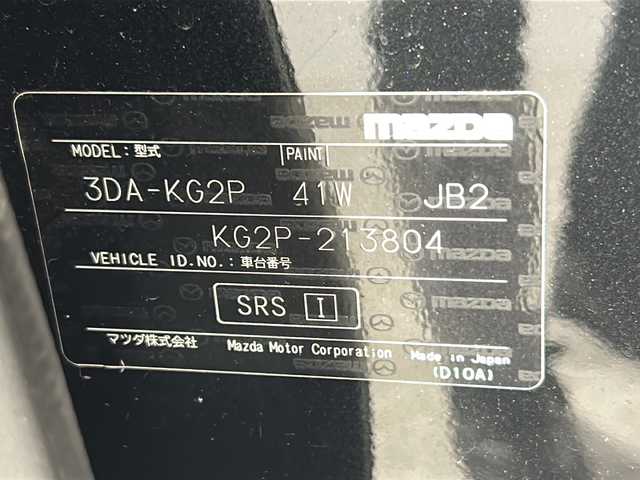 mazda
MODEL:型式 PAINT
3DA-KG2P 41W JB2
KG2P-213804
VEHICLE ID.NO.:車台番号
SRS I
マツダ株式会社 Mazda Motor Corporation Made in Japan
(D10A)